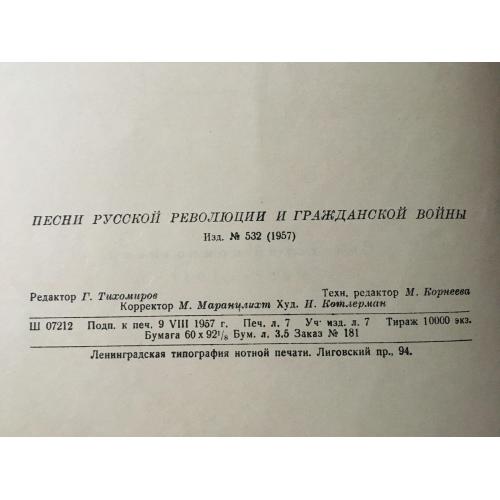 ПЕСНИ РУССКОЙ РЕВОЛЮЦИИ И ГРАЖДАНСКОЙ ВОЙНЫ
Изд. № 532 (1957)
Редактор Г. Тихомиров Техн. редактор М. Корнеева
Корректор М. Маранцлихт Худ. И. Котлерман
Ш 07212 Подп. к печ. 9 VIII 1957 г. Печ. л. 7 Уч. изд. л. 7 Тираж 10000 экз.
Бумага 60 х 92¹/₈ Бум. л. 3,5 Заказ № 181
Ленинградская типография нотной печати. Лиговский пр., 94.